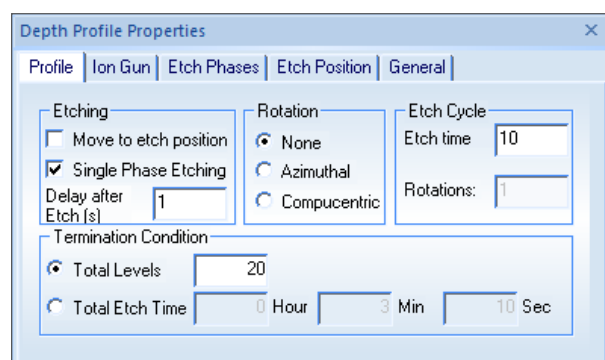 Depth Profile Properties
Profile Ion Gun Etch Phases Etch Position General
Etching
Move to etch position
Single Phase Etching
Delay after
Etch (s)
1
Rotation
None
Azimuthal
Compucentric
Etch Cycle
Etch time 10
Rotations: 1
Termination Condition
Total Levels 20
Total Etch Time 0 Hour 3 Min 10 Sec